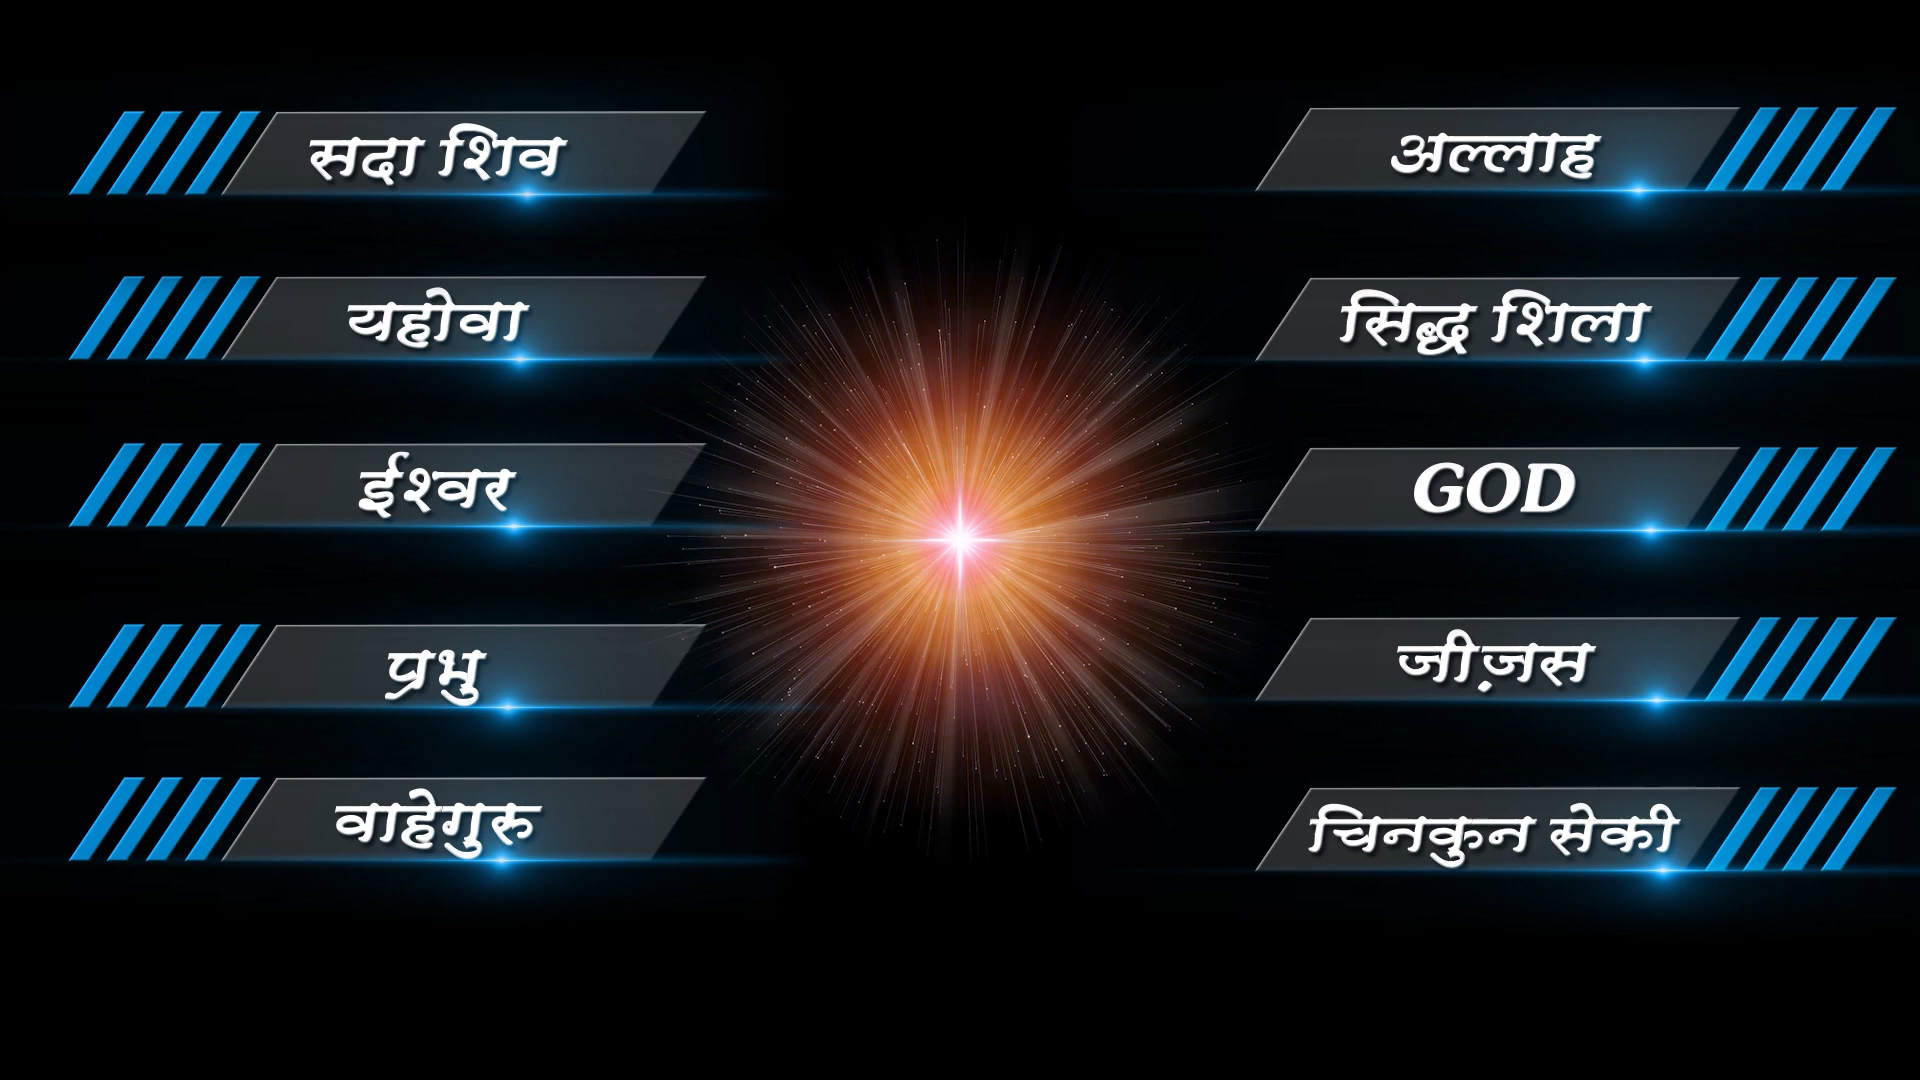 सदा शिव
यहोवा
ईश्वर
प्रभु
वाहेगुरु
अल्लाह
सिद्ध शिला
GOD
जीज़स
चिनकुन सेकी